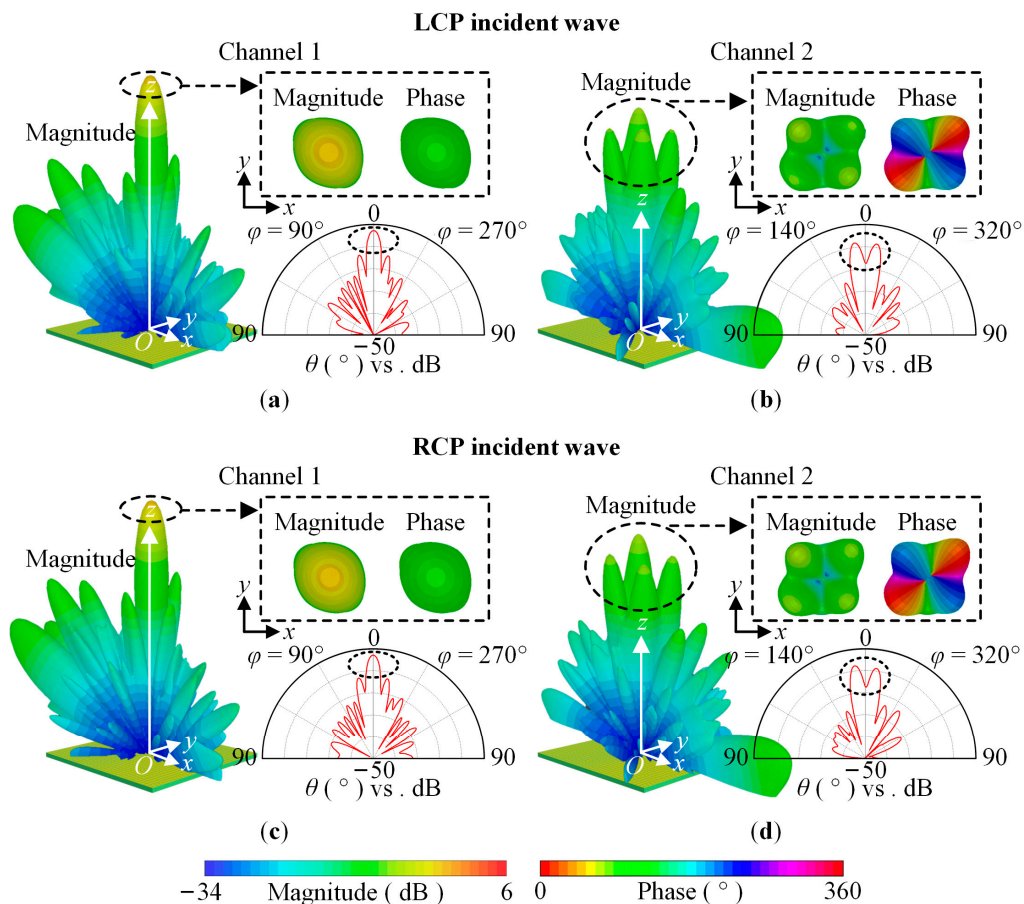 LCP incident wave
Channel 1
Magnitude
z
Magnitude Phase
y
x
0
φ = 90° φ = 270°
90 90
−50
θ ( ° ) vs . dB
y
x
O
(a)
Channel 2
Magnitude
z
Magnitude Phase
y
x
0
φ = 140° φ = 320°
90 90
−50
θ ( ° ) vs . dB
y
x
O
(b)
RCP incident wave
Channel 1
Magnitude
z
Magnitude Phase
y
x
0
φ = 90° φ = 270°
90 90
−50
θ ( ° ) vs . dB
y
x
O
(c)
Channel 2
Magnitude
z
Magnitude Phase
y
x
0
φ = 140° φ = 320°
90 90
−50
θ ( ° ) vs . dB
y
x
O
(d)
−34 Magnitude ( dB ) 6
0 Phase ( ° ) 360